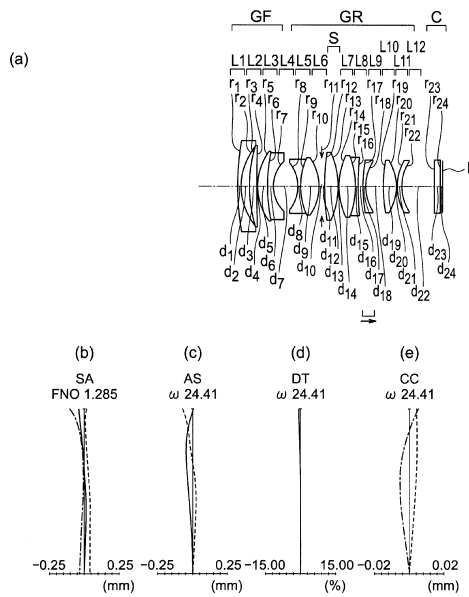 (a)
GF GR C
S
L10 L12
L1 L2 L3 L4 L5 L6 L7 L8 L9 L11
r1 r3 r5 r8 r11 r12 r17 r19 r23
r2 r4 r6 r9 r13 r18 r20 r24
r7 r10 r14 r21
r15 r22
r16
I
d1 d3 d5 d8 d11 d15 d19 d23
d2 d4 d6 d9 d12 d16 d20 d24
d7 d10 d13 d17 d21
d14 d18 d22
(b) (c) (d) (e)
SA AS DT CC
FNO 1.285 ω 24.41 ω 24.41 ω 24.41
-0.25 0.25 -0.25 0.25 -15.00 15.00 -0.02 0.02
(mm) (mm) (%) (mm)